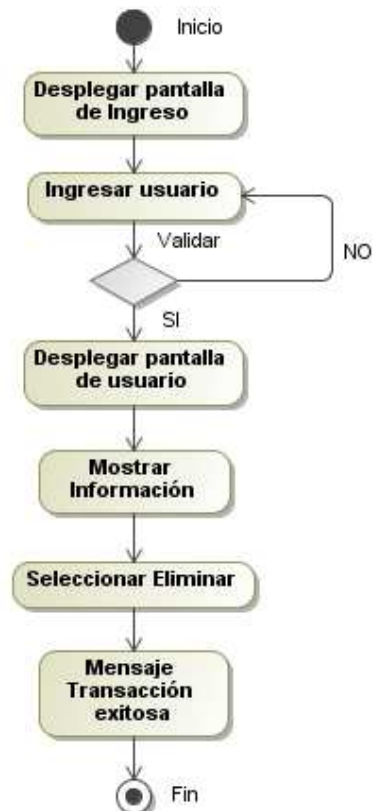 Inicio
Desplegar pantalla
de Ingreso
Ingresar usuario
Validar
NO
SI
Desplegar pantalla
de usuario
Mostrar
Información
Seleccionar Eliminar
Mensaje
Transacción
exitosa
Fin